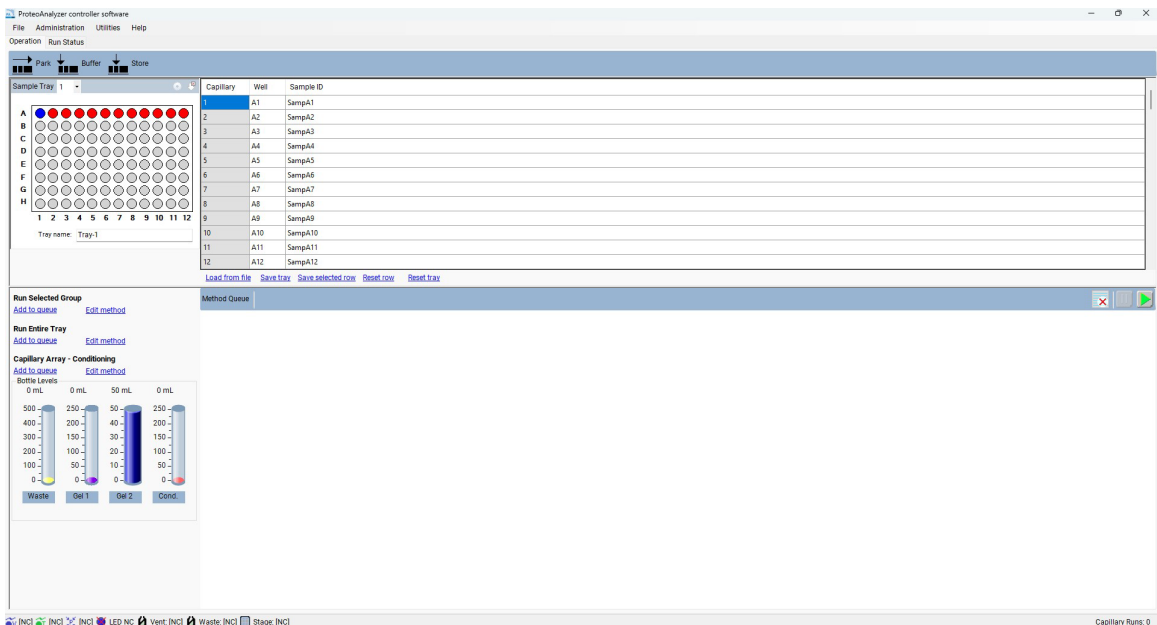 ProteoAnalyzer controller software
File Administration Utilities Help
Operation Run Status
Park Buffer Store
Sample Tray 1
A
B
C
D
E
F
G
H
1 2 3 4 5 6 7 8 9 10 11 12
Tray name: Tray-1
Capillary Well Sample ID
1 A1 SampA1
2 A2 SampA2
3 A3 SampA3
4 A4 SampA4
5 A5 SampA5
6 A6 SampA6
7 A7 SampA7
8 A8 SampA8
9 A9 SampA9
10 A10 SampA10
11 A11 SampA11
12 A12 SampA12
Load from file Save tray Save selected row Reset row Reset tray
Run Selected Group
Add to queue Edit method
Run Entire Tray
Add to queue Edit method
Capillary Array - Conditioning
Add to queue Edit method
Method Queue
Bottle Levels
0 mL 0 mL 50 mL 0 mL
500 250 50 250
400 200 40 200
300 150 30 150
200 100 20 100
100 50 10 50
0 0 0 0
Waste Gel 1 Gel 2 Cond.
[NC] [NC] [NC] LED NC Vent: [NC] Waste: [NC] Stage: [NC] Capillary Runs: 0